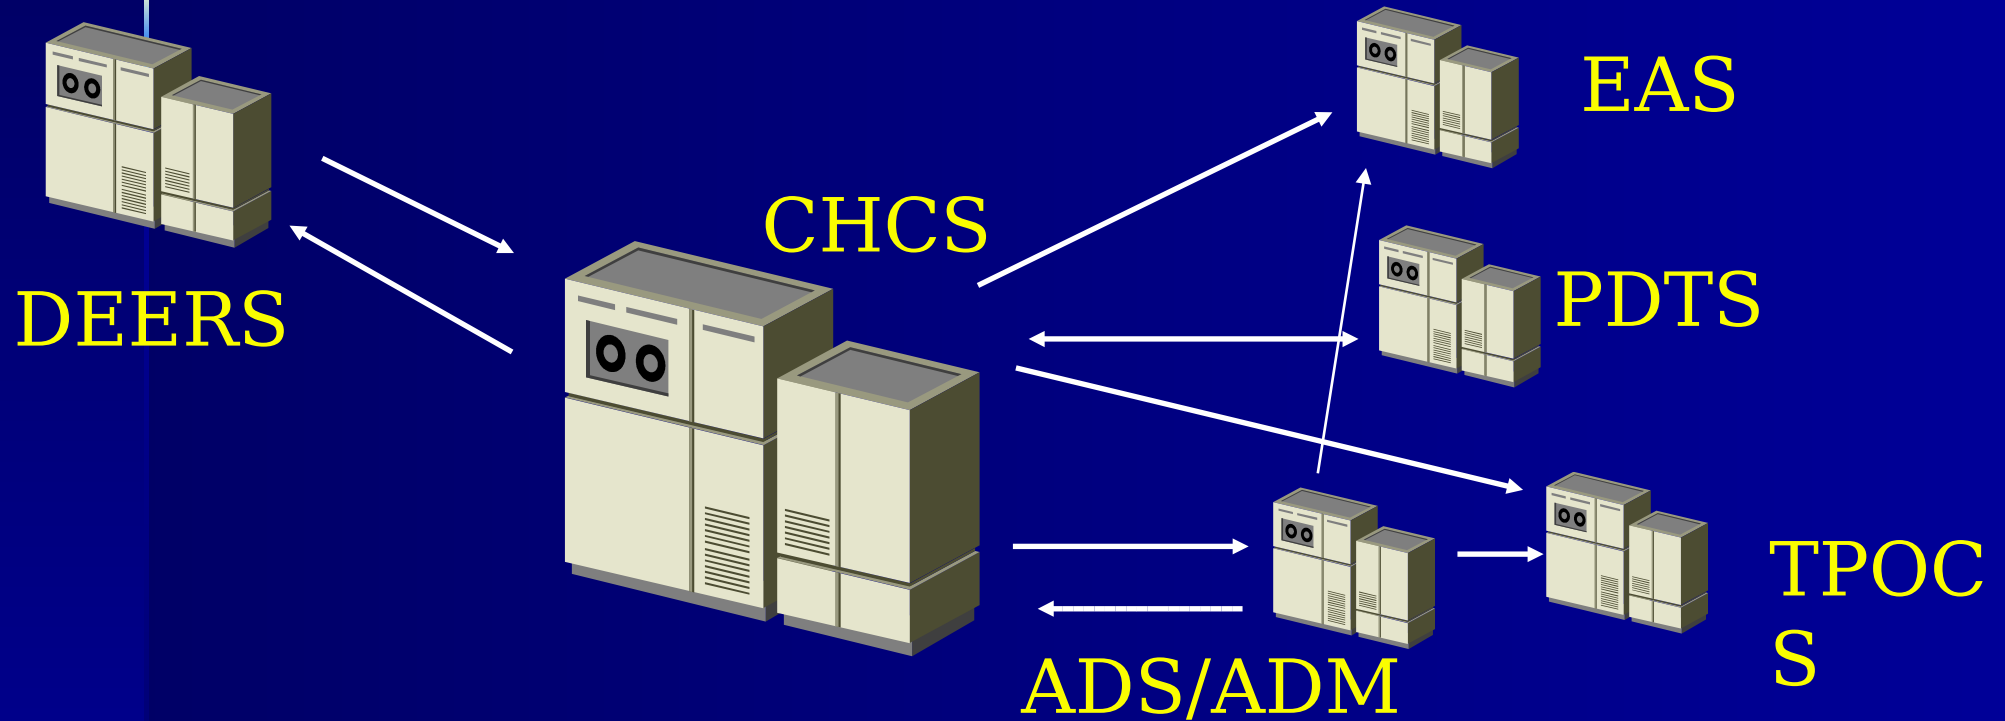 EAS
CHCS
PDTS
DEERS
TPOC
S
ADS/ADM